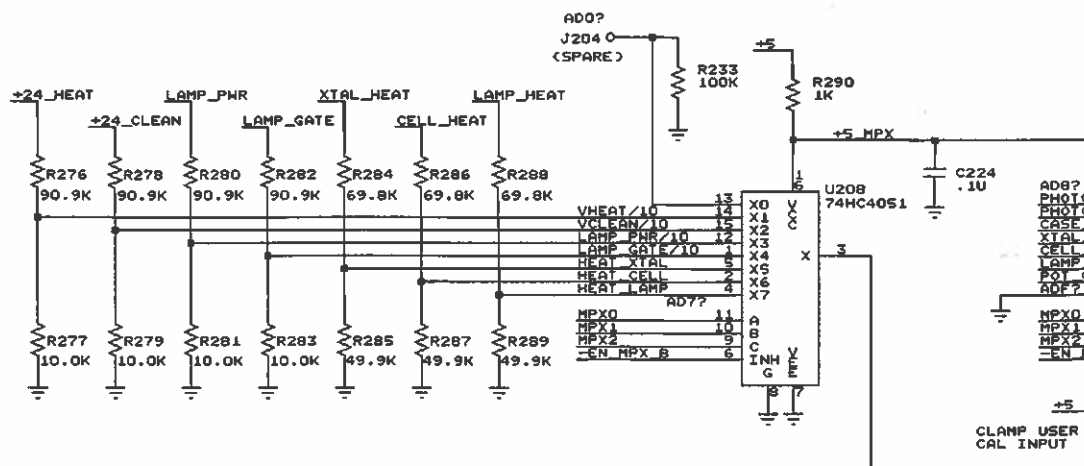 AD0?
J204
(SPARE)
+5
R233
100K
R290
1K
+24_HEAT
LAMP_PWR
XTAL_HEAT
LAMP_HEAT
+24_CLEAN
LAMP_GATE
CELL_HEAT
+5_MPX
R276
90.9K
R278
90.9K
R280
90.9K
R282
90.9K
R284
69.8K
R286
69.8K
R288
69.8K
C224
.1U
1
U208
74HC4051
VHEAT/10
VCLEAN/10
LAMP_PWR/10
LAMP_GATE/10
HEAT_XTAL
HEAT_CELL
HEAT_LAMP
AD7?
13 X0
14 X1
15 X2
12 X3
1 X4
5 X5
2 X6
4 X7
VCC
X 3
MPX0 11 A
MPX1 10 B
MPX2 9 C
-EN_MPX_B 6 INH
G
VEE
8 7
R277
10.0K
R279
10.0K
R281
10.0K
R283
10.0K
R285
49.9K
R287
49.9K
R289
49.9K
AD8?
CASE
XTAL
CELL
LAMP
POT
ADF?
MPX0
MPX1
MPX2
-EN
+5
CLAMP USER
CAL INPUT